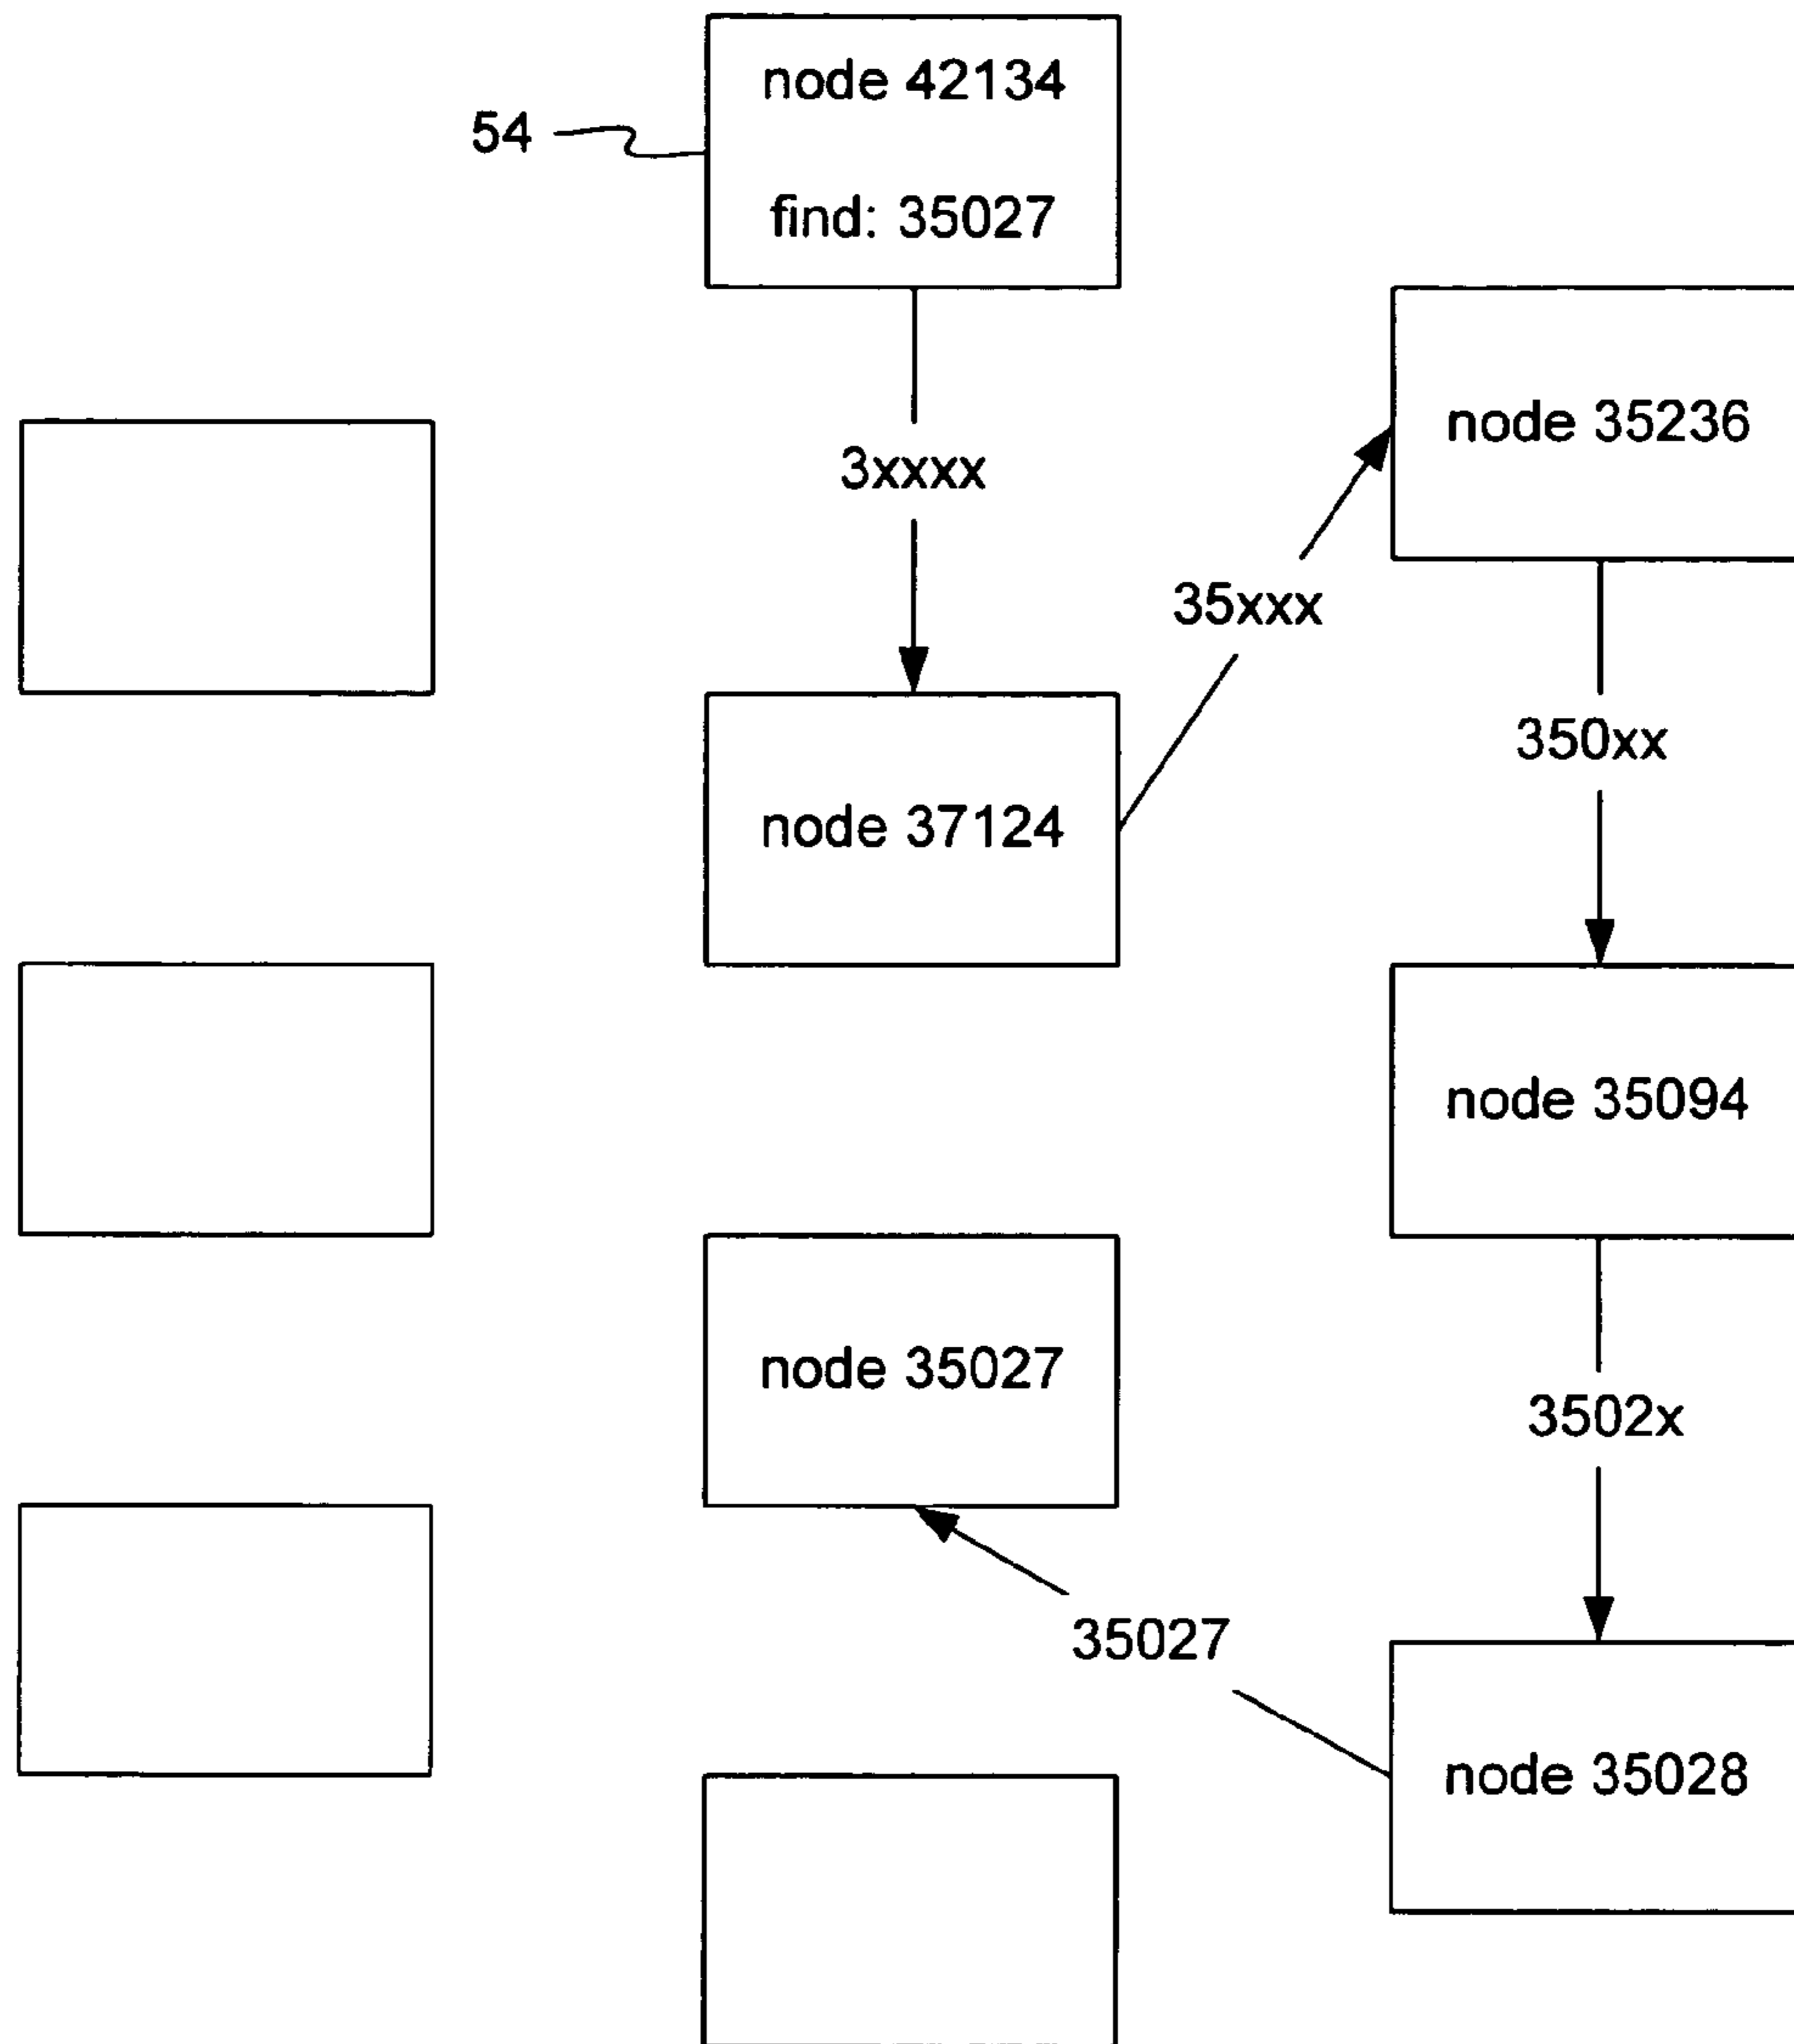 node 42134
54
find: 35027
node 35236
3xxxx
35xxx
350xx
node 37124
node 35094
node 35027
3502x
35027
node 35028